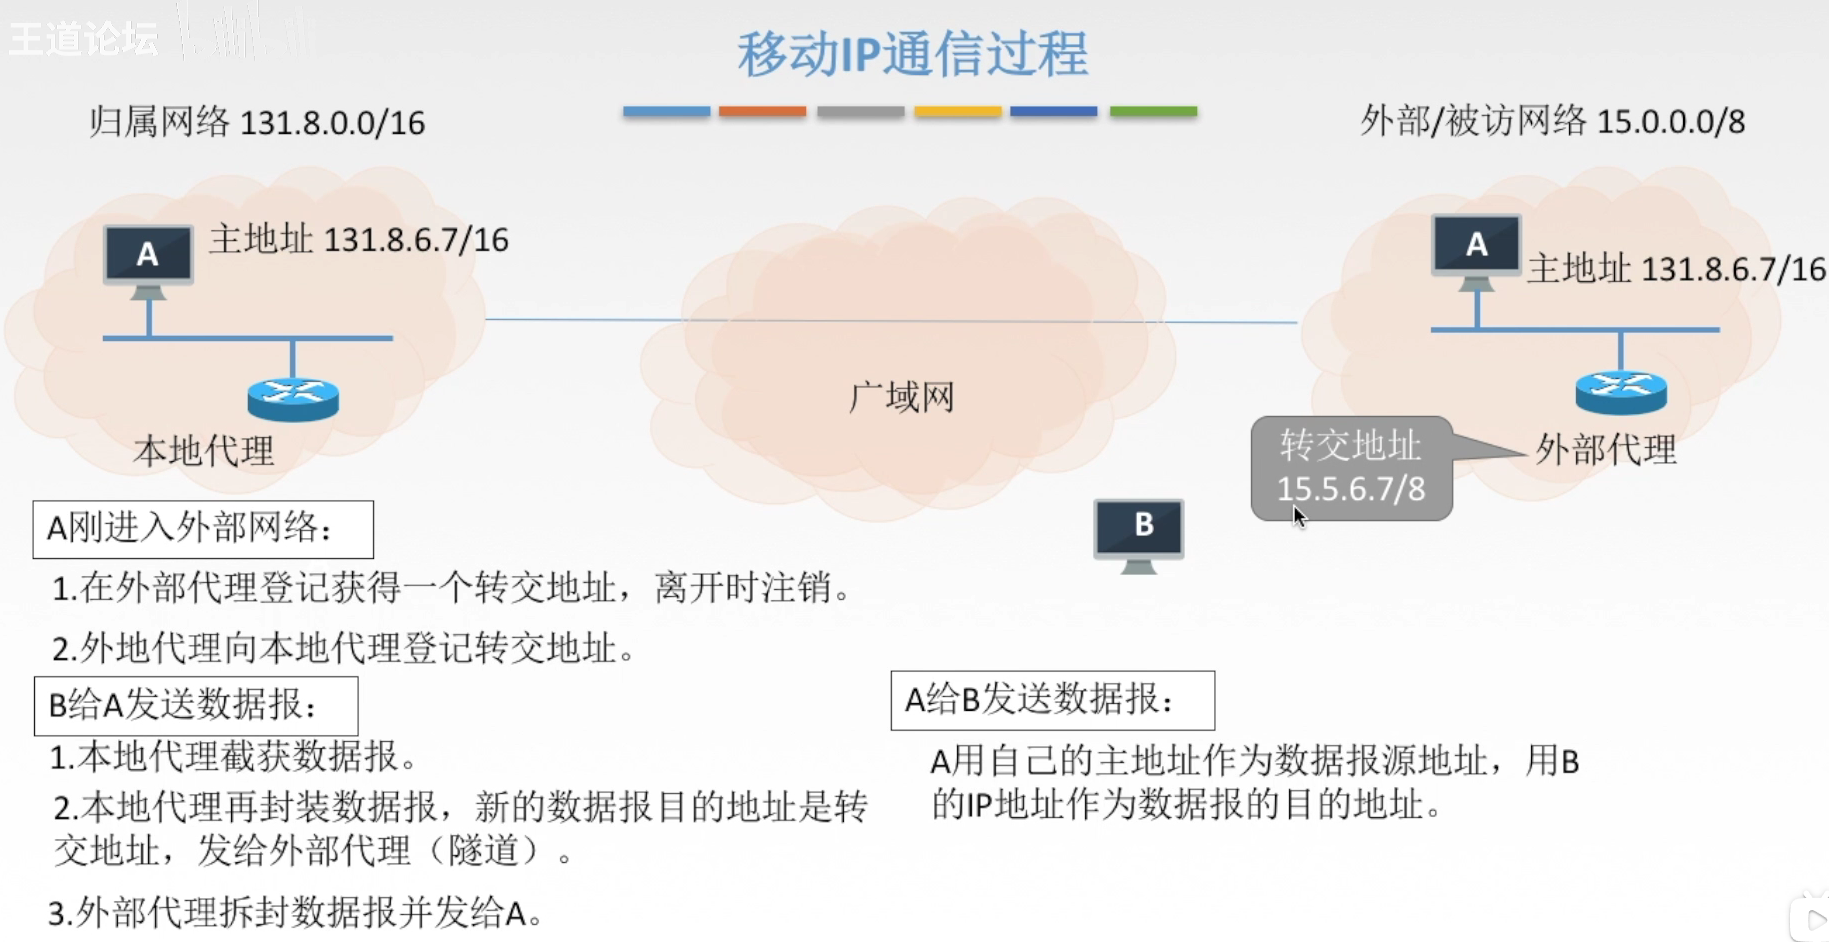 王道论坛
移动IP通信过程
归属网络 131.8.0.0/16
外部/被访网络 15.0.0.0/8
A
主地址 131.8.6.7/16
A
主地址 131.8.6.7/16
广域网
本地代理
转交地址
15.5.6.7/8
外部代理
B
A刚进入外部网络：
1.在外部代理登记获得一个转交地址，离开时注销。
2.外地代理向本地代理登记转交地址。
B给A发送数据报：
1.本地代理截获数据报。
2.本地代理再封装数据报，新的数据报目的地址是转
交地址，发给外部代理（隧道）。
3.外部代理拆封数据报并发给A。
A给B发送数据报：
A用自己的主地址作为数据报源地址，用B
的IP地址作为数据报的目的地址。